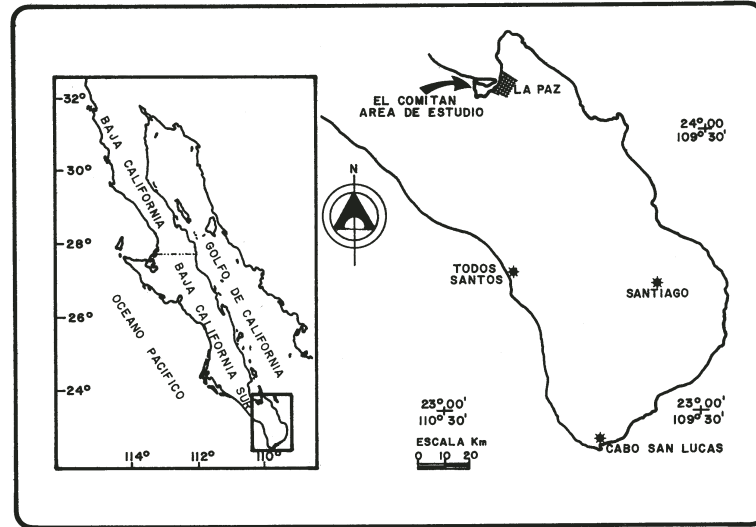 32°
30°
28°
26°
24°
114°
112°
110°
BAJA CALIFORNIA
GOLFO DE CALIFORNIA
BAJA CALIFORNIA SUR
OCEANO PACIFICO
LA PAZ
EL COMITAN
AREA DE ESTUDIO
24° 00
109° 30'
N
TODOS
SANTOS
SANTIAGO
23° 00'
110° 30'
23° 00'
109° 30'
ESCALA Km
0 10 20
CABO SAN LUCAS